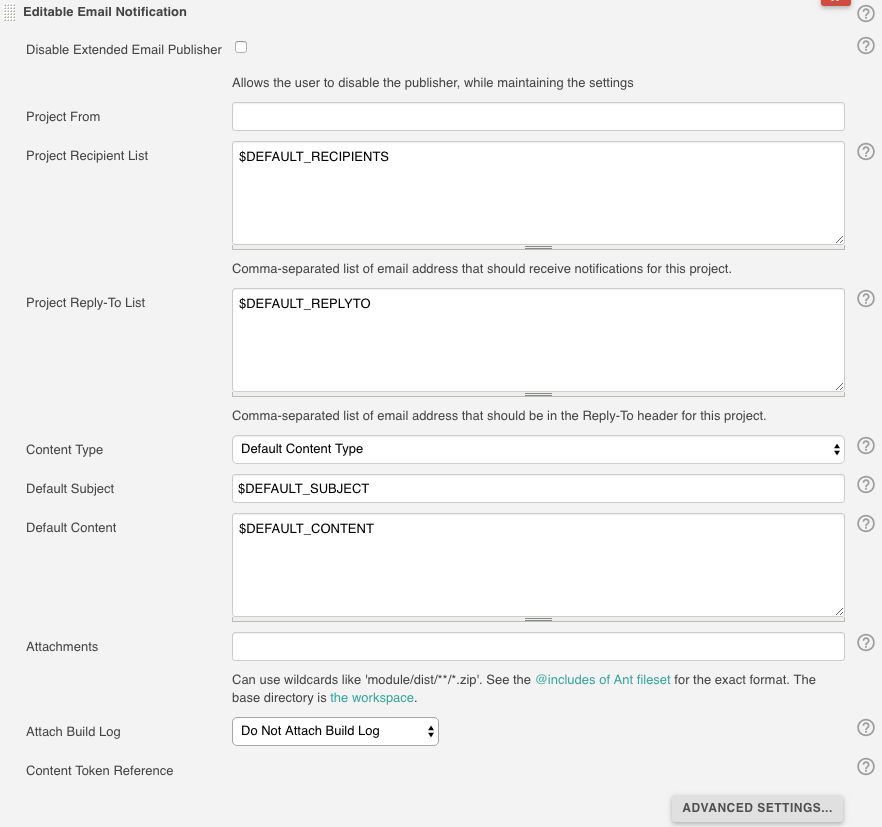 Editable Email Notification
Disable Extended Email Publisher
Allows the user to disable the publisher, while maintaining the settings
Project From
Project Recipient List
$DEFAULT_RECIPIENTS
Comma-separated list of email address that should receive notifications for this project.
Project Reply-To List
$DEFAULT_REPLYTO
Comma-separated list of email address that should be in the Reply-To header for this project.
Content Type
Default Content Type
Default Subject
$DEFAULT_SUBJECT
Default Content
$DEFAULT_CONTENT
Attachments
Can use wildcards like 'module/dist/**/*.zip'. See the @includes of Ant fileset for the exact format. The
base directory is the workspace.
Attach Build Log
Do Not Attach Build Log
Content Token Reference
ADVANCED SETTINGS...